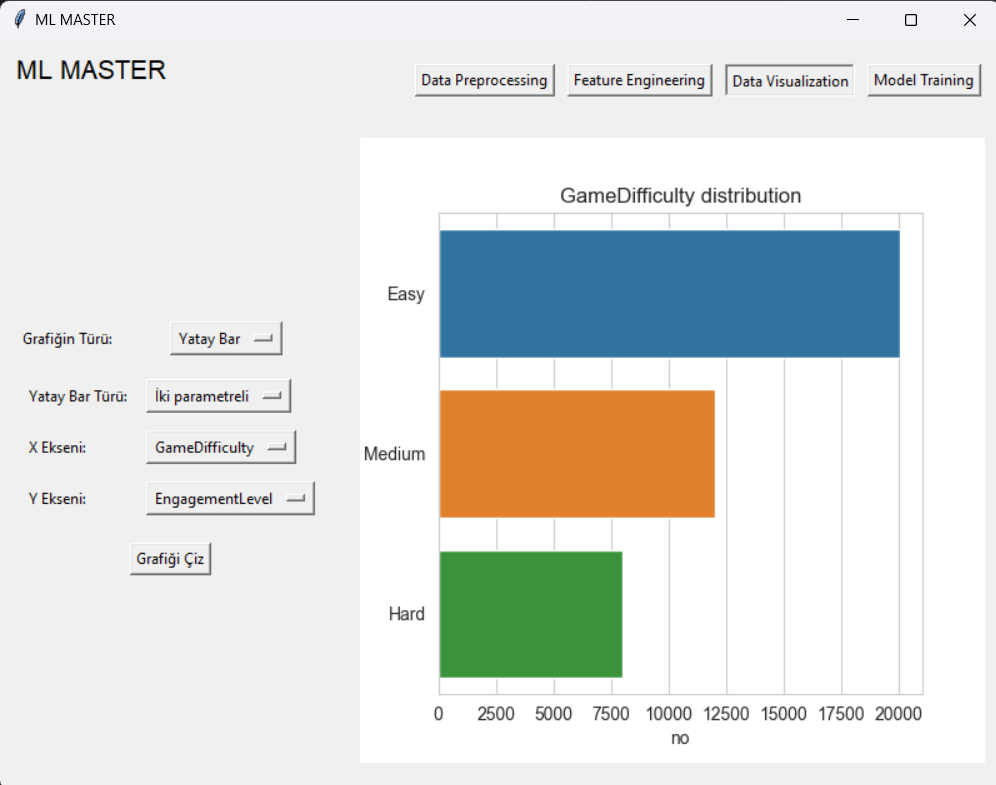 ML MASTER
ML MASTER
Data Preprocessing
Feature Engineering
Data Visualization
Model Training
Grafiğin Türü:
Yatay Bar
Yatay Bar Türü:
İki parametreli
X Ekseni:
GameDifficulty
Y Ekseni:
EngagementLevel
Grafiği Çiz
GameDifficulty distribution
Easy
Medium
Hard
0 2500 5000 7500 10000 12500 15000 17500 20000
no